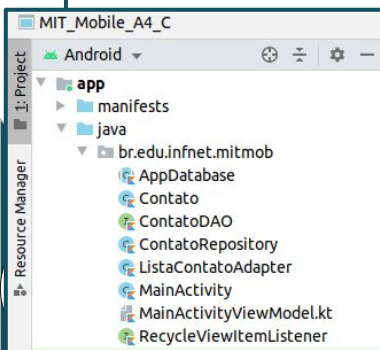 MIT_Mobile_A4_C
Android
app
manifests
java
br.edu.infnet.mitmob
AppDatabase
Contato
ContatoDAO
ContatoRepository
ListaContatoAdapter
MainActivity
MainActivityViewModel.kt
RecycleViewItemListener
1: Project
Resource Manager